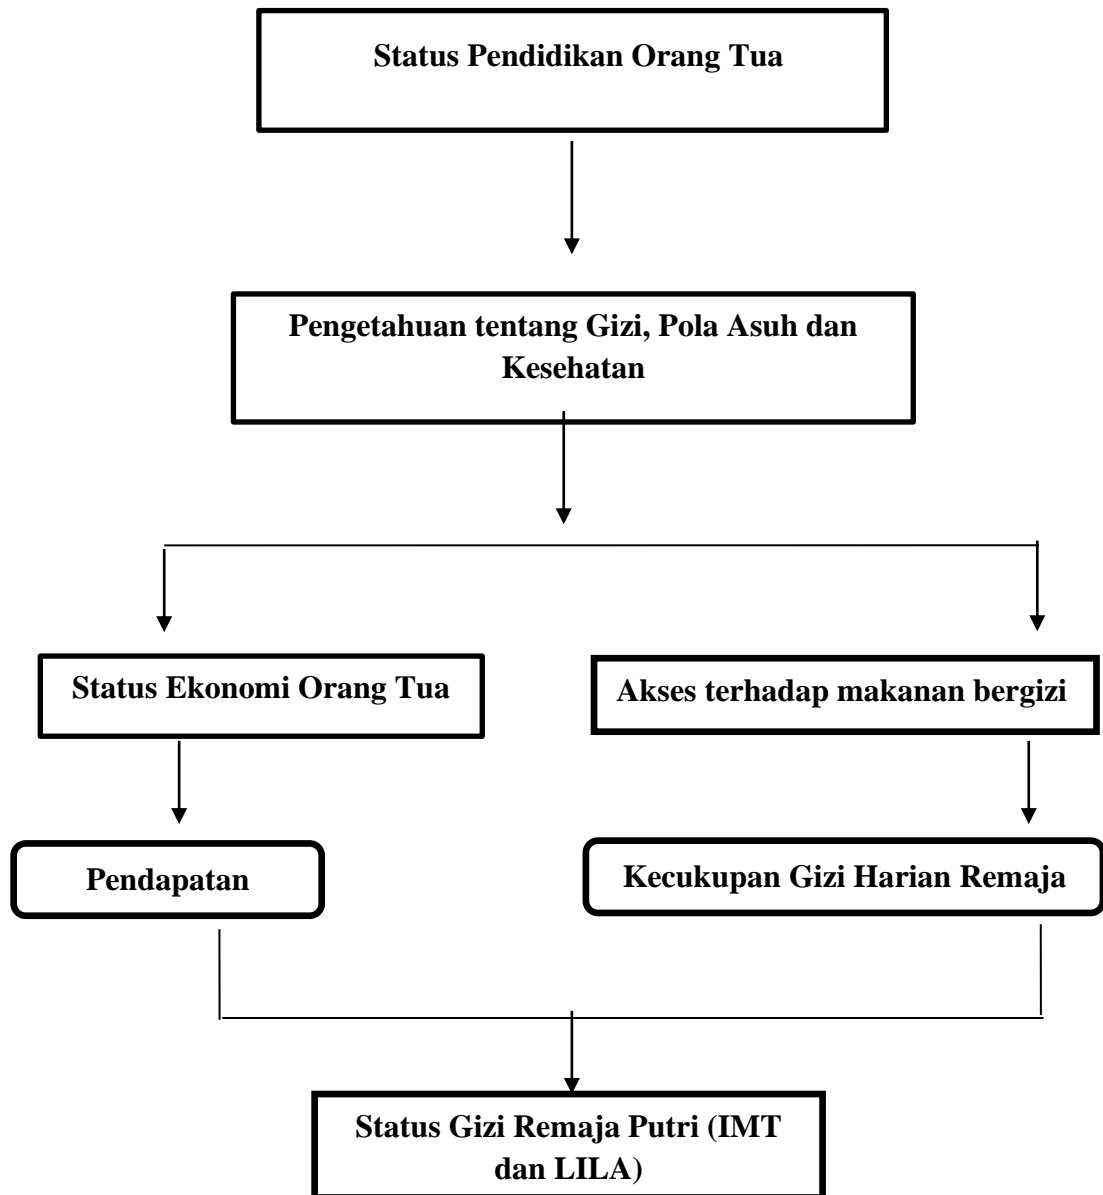 Status Pendidikan Orang Tua
Pengetahuan tentang Gizi, Pola Asuh dan
Kesehatan
Status Ekonomi Orang Tua
Akses terhadap makanan bergizi
Pendapatan
Kecukupan Gizi Harian Remaja
Status Gizi Remaja Putri (IMT
dan LILA)